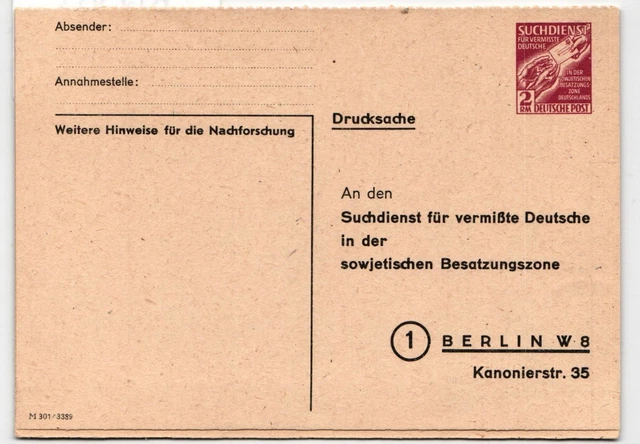 Absender:
Annahmestelle:
Weitere Hinweise für die Nachforschung
SUCHDIENST
FÜR VERMISSTE
DEUTSCHE
IN DER
SOWJETISCHEN
BESATZUNGS-
ZONE
DEUTSCHLANDS
2
RM
DEUTSCHE POST
Drucksache
An den
Suchdienst für vermißte Deutsche
in der
sowjetischen Besatzungszone
1 BERLIN W 8
Kanonierstr. 35
M 301/3389